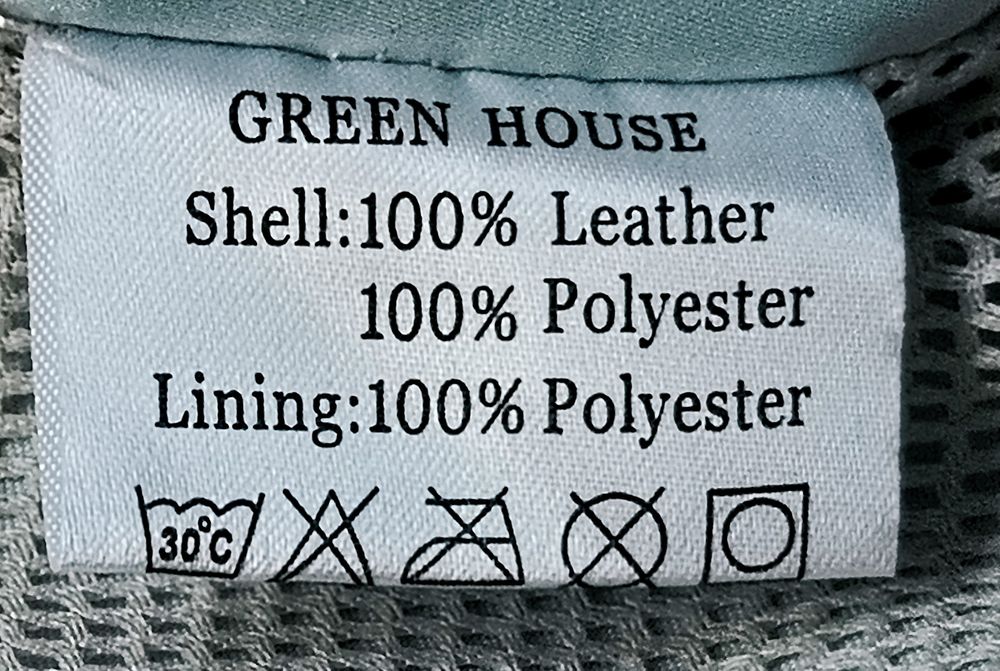 GREEN HOUSE
Shell:100% Leather
100% Polyester
Lining:100% Polyester
30°C